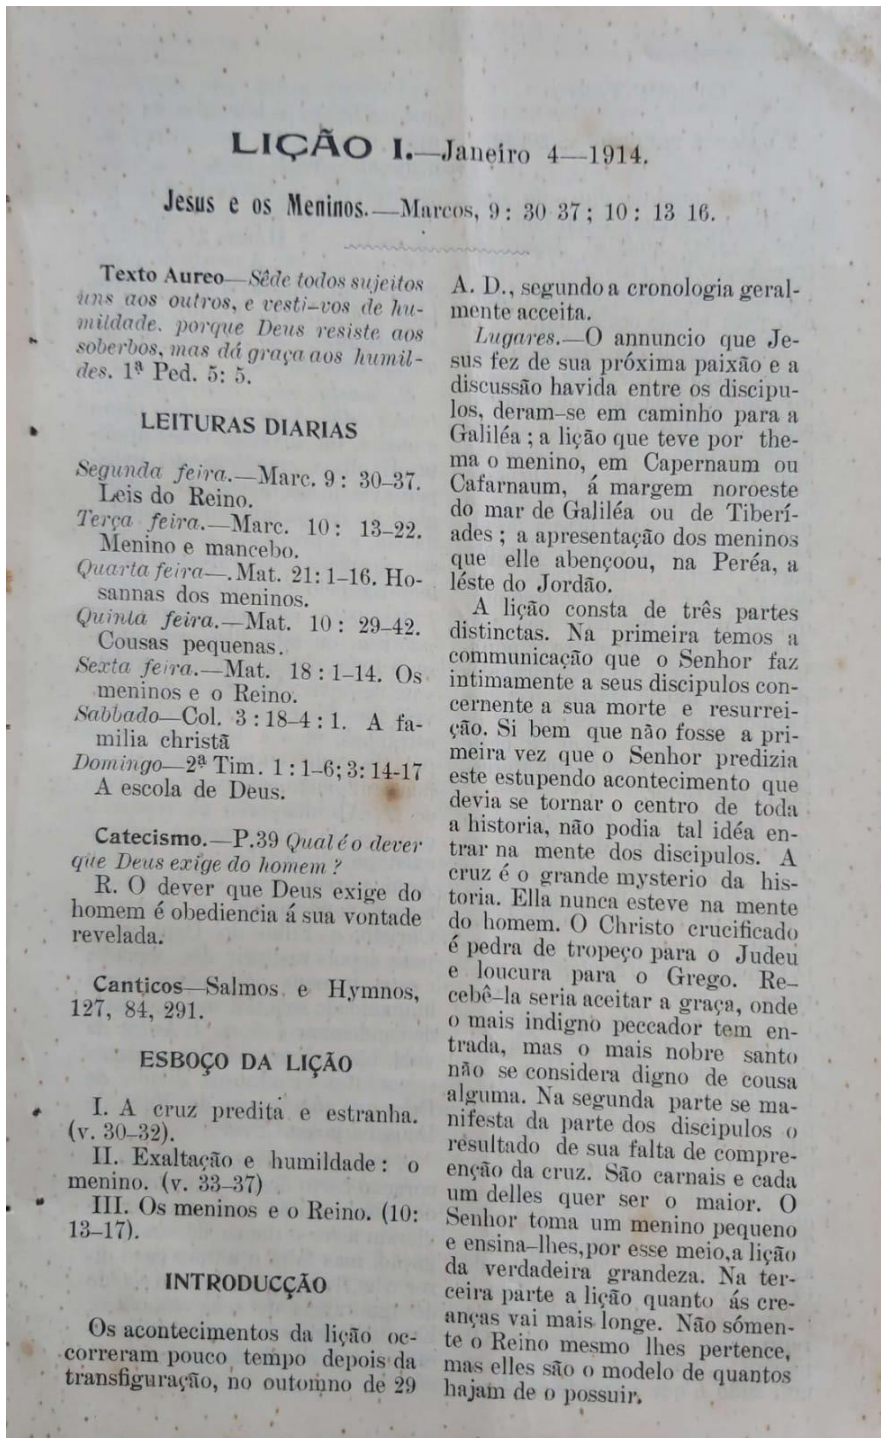 LIÇÃO I.—Janeiro 4—1914.
Jesus e os Meninos.—Marcos, 9: 30 37; 10: 13 16.
Texto Aureo—Sêde todos sujeitos
uns aos outros, e vesti-vos de hu-
mildade. porque Deus resiste aos
soberbos, mas dá graça aos humil-
des. 1ª Ped. 5: 5.
LEITURAS DIARIAS
Segunda feira.—Marc. 9: 30-37.
Leis do Reino.
Terça feira.—Marc. 10: 13-22.
Menino e mancebo.
Quarta feira—.Mat. 21: 1-16. Ho-
sannas dos meninos.
Quinta feira.—Mat. 10: 29-42.
Cousas pequenas.
Sexta feira.—Mat. 18: 1-14. Os
meninos e o Reino.
Sabbado—Col. 3: 18-4: 1. A fa-
milia christã
Domingo—2ª Tim. 1: 1-6; 3: 14-17
A escola de Deus.
Catecismo.—P.39 Qual é o dever
que Deus exige do homem?
R. O dever que Deus exige do
homem é obediencia á sua vontade
revelada.
Canticos—Salmos e Hymnos,
127, 84, 291.
ESBOÇO DA LIÇÃO
I. A cruz predita e estranha.
(v. 30-32).
II. Exaltação e humildade: o
menino. (v. 33-37)
III. Os meninos e o Reino. (10:
13-17).
INTRODUCÇÃO
Os acontecimentos da lição oc-
correram pouco tempo depois da
transfiguração, no outomno de 29
A. D., segundo a cronologia geral-
mente acceita.
Lugares.—O annuncio que Je-
sus fez de sua próxima paixão e a
discussão havida entre os discipu-
los, deram-se em caminho para a
Galiléa; a lição que teve por the-
ma o menino, em Capernaum ou
Cafarnaum, á margem noroeste
do mar de Galiléa ou de Tiberí-
ades; a apresentação dos meninos
que elle abençoou, na Peréa, a
léste do Jordão.
A lição consta de três partes
distinctas. Na primeira temos a
communicação que o Senhor faz
intimamente a seus discipulos con-
cernente a sua morte e resurrei-
ção. Si bem que não fosse a pri-
meira vez que o Senhor predizia
este estupendo acontecimento que
devia se tornar o centro de toda
a historia, não podia tal idéa en-
trar na mente dos discipulos. A
cruz é o grande mysterio da his-
toria. Ella nunca esteve na mente
do homem. O Christo crucificado
é pedra de tropeço para o Judeu
e loucura para o Grego. Re-
cebê-la seria aceitar a graça, onde
o mais indigno peccador tem en-
trada, mas o mais nobre santo
não se considera digno de cousa
alguma. Na segunda parte se ma-
nifesta da parte dos discipulos o
resultado de sua falta de compre-
enção da cruz. São carnais e cada
um delles quer ser o maior. O
Senhor toma um menino pequeno
e ensina-lhes,por esse meio,a lição
da verdadeira grandeza. Na ter-
ceira parte a lição quanto ás cre-
anças vai mais longe. Não sómen-
te o Reino mesmo lhes pertence,
mas elles são o modelo de quantos
hajam de o possuir.